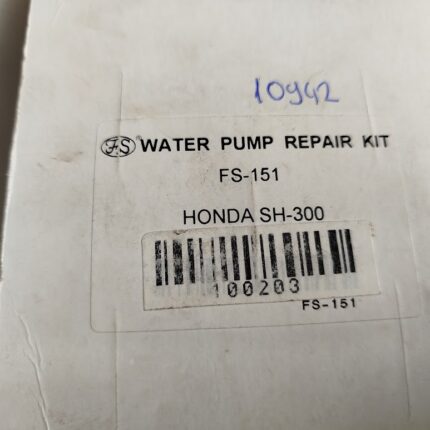 10942
FS® WATER PUMP REPAIR KIT
FS-151
HONDA SH-300
100203
FS-151